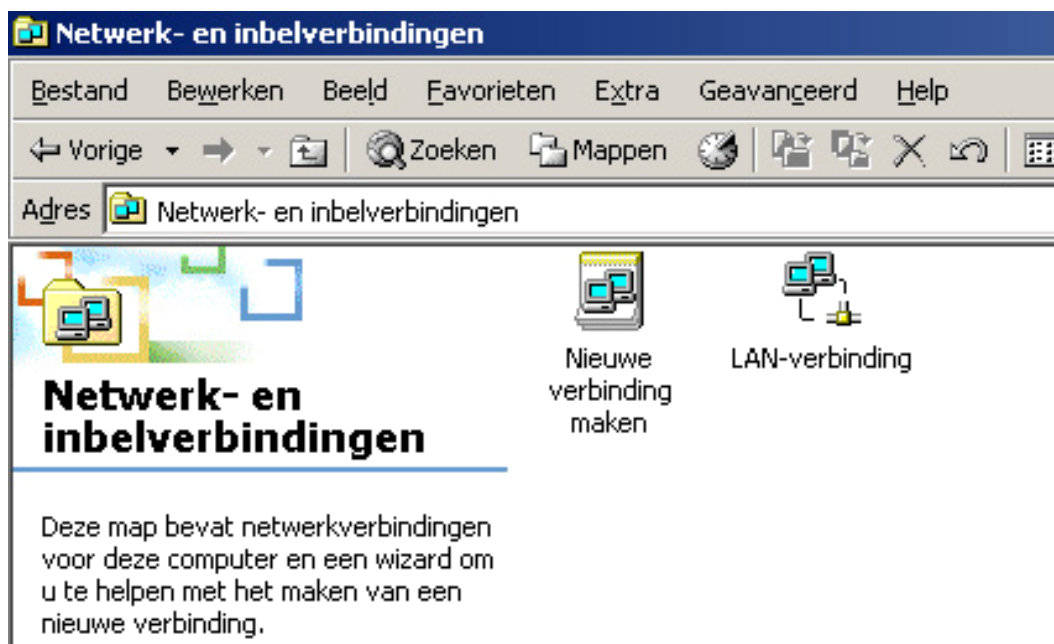 Netwerk- en inbelverbindingen
Bestand Bewerken Beeld Favorieten Extra Geavanceerd Help
Vorige Zoeken Mappen
Adres Netwerk- en inbelverbindingen
Netwerk- en
inbelverbindingen
Deze map bevat netwerkverbindingen
voor deze computer en een wizard om
u te helpen met het maken van een
nieuwe verbinding.
Nieuwe
verbinding
maken
LAN-verbinding